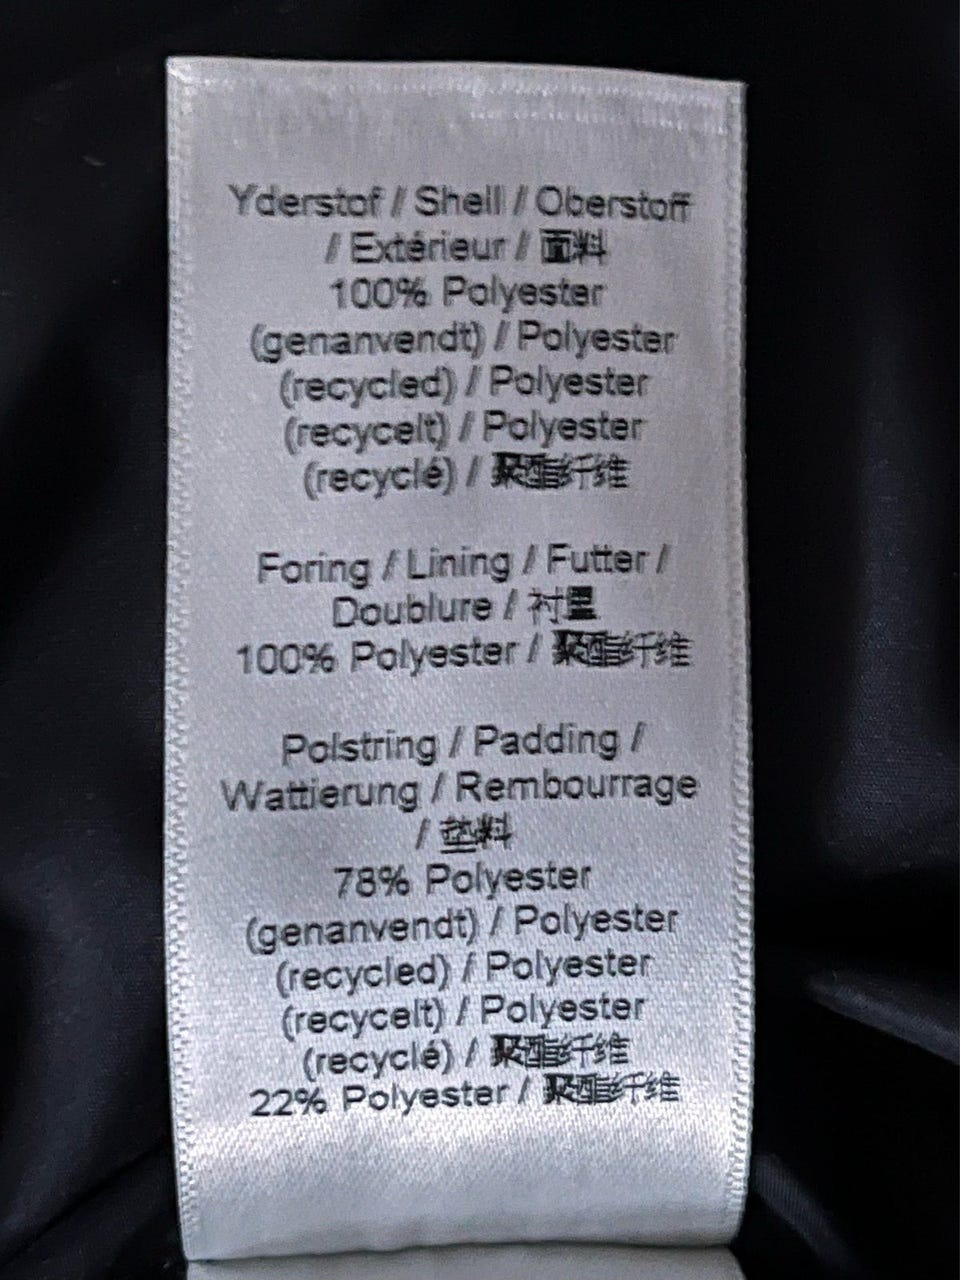 Yderstof / Shell / Oberstoff
/ Extérieur / 面料
100% Polyester
(genanvendt) / Polyester
(recycled) / Polyester
(recycelt) / Polyester
(recyclé) / 聚酯纤维
Foring / Lining / Futter /
Doublure / 衬里
100% Polyester / 聚酯纤维
Polstring / Padding /
Wattierung / Rembourrage
/ 垫料
78% Polyester
(genanvendt) / Polyester
(recycled) / Polyester
(recycelt) / Polyester
(recyclé) / 聚酯纤维
22% Polyester / 聚酯纤维